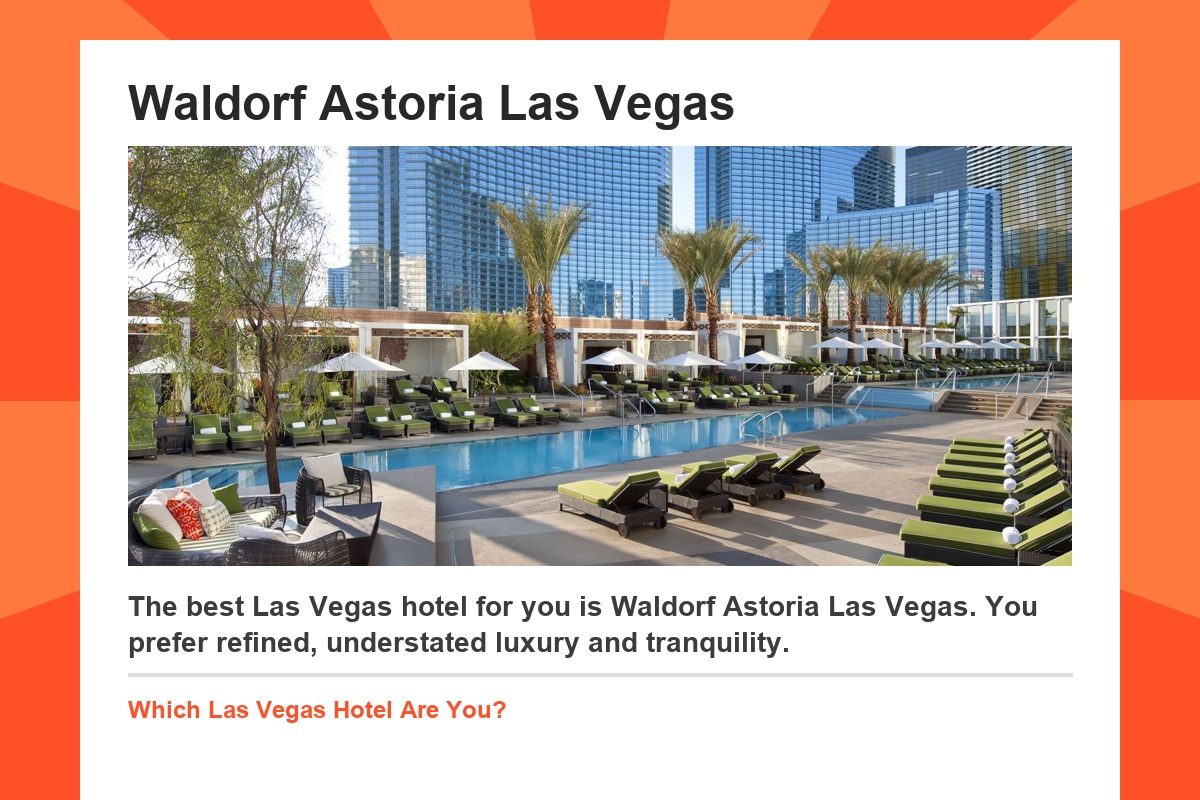 Waldorf Astoria Las Vegas
The best Las Vegas hotel for you is Waldorf Astoria Las Vegas. You
prefer refined, understated luxury and tranquility.
Which Las Vegas Hotel Are You?